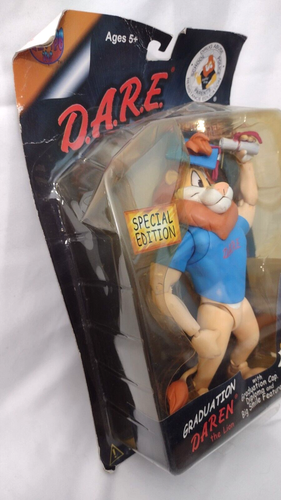 Ages 5+
D.A.R.E.
SPECIAL
EDITION
GRADUATION
DAREN
the Lion
with
Graduation Cap,
Diploma and
Big Smile Feature